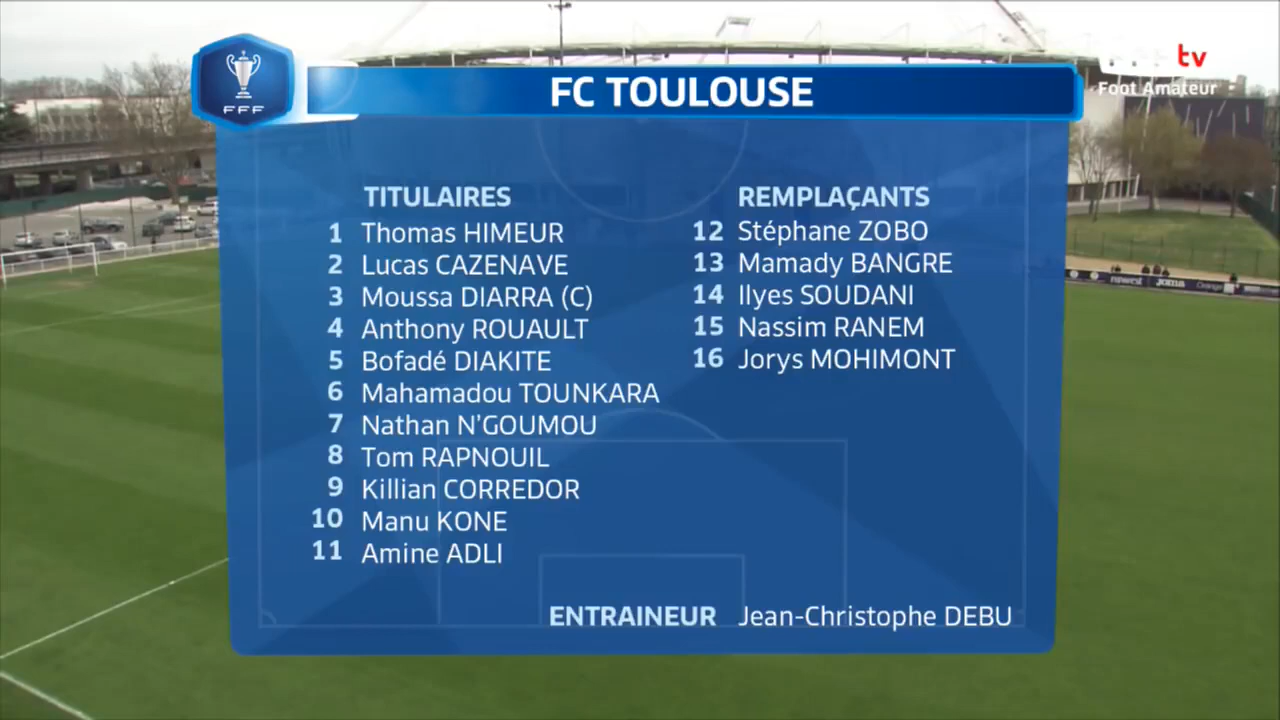 FFF
FC TOULOUSE
tv
Foot Amateur
TITULAIRES
1 Thomas HIMEUR
2 Lucas CAZENAVE
3 Moussa DIARRA (C)
4 Anthony ROUAULT
5 Bofadé DIAKITE
6 Mahamadou TOUNKARA
7 Nathan N'GOUMOU
8 Tom RAPNOUIL
9 Killian CORREDOR
10 Manu KONE
11 Amine ADLI
REMPLAÇANTS
12 Stéphane ZOBO
13 Mamady BANGRE
14 Ilyes SOUDANI
15 Nassim RANEM
16 Jorys MOHIMONT
ENTRAINEUR Jean-Christophe DEBU
newrest joma Orange